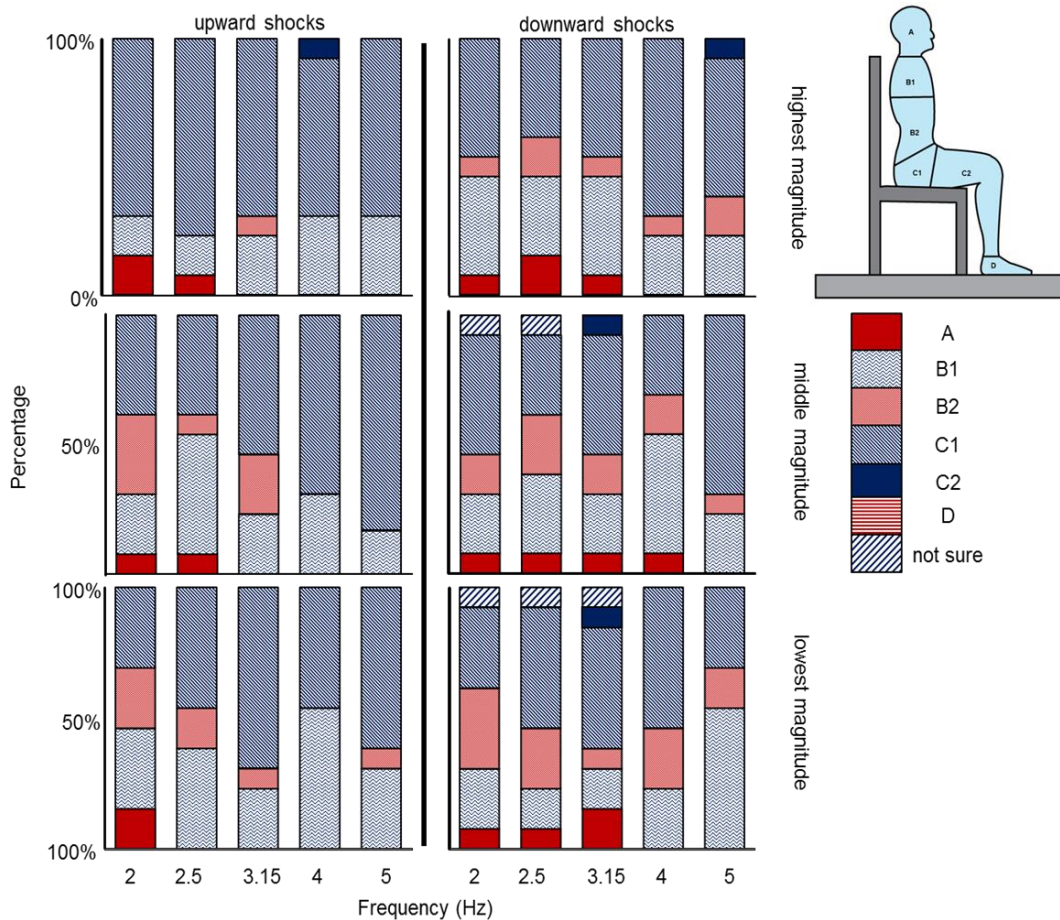 upward shocks
downward shocks
100%
0%
50%
100%
50%
100%
Percentage
highest magnitude
middle magnitude
lowest magnitude
2 2.5 3.15 4 5
2 2.5 3.15 4 5
Frequency (Hz)
A
B1
B2
C1
C2
D
A
B1
B2
C1
C2
D
not sure